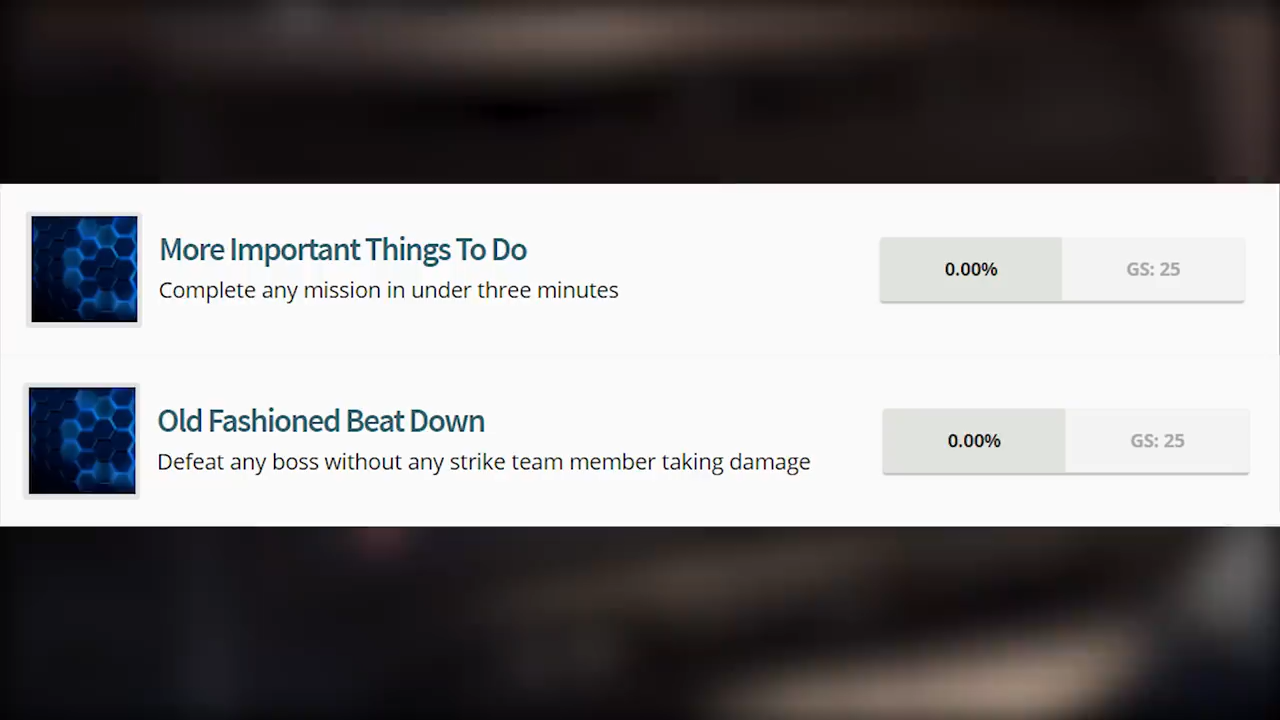 More Important Things To Do
Complete any mission in under three minutes
0.00%
GS: 25
Old Fashioned Beat Down
Defeat any boss without any strike team member taking damage
0.00%
GS: 25